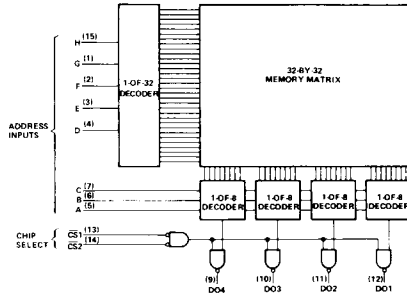 32-BY-32
MEMORY MATRIX
1-OF-32
DECODER
ADDRESS
INPUTS
H (15)
G (1)
F (2)
E (3)
D (4)
C (7)
B (6)
A (5)
1-OF-8
DECODER
1-OF-8
DECODER
1-OF-8
DECODER
1-OF-8
DECODER
CHIP
SELECT
CS1 (13)
CS2 (14)
(9)
DO4
(10)
DO3
(11)
DO2
(12)
DO1